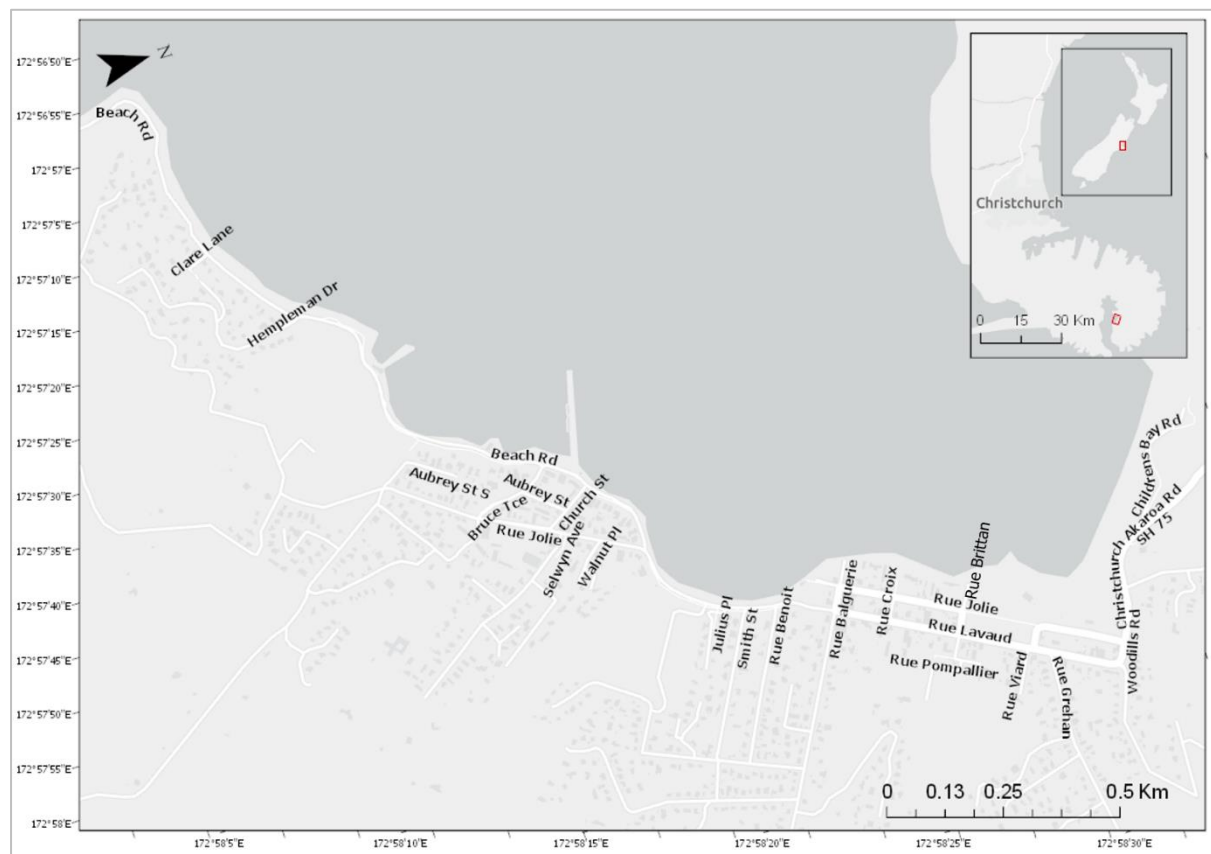 N
172°56'50"E
172°56'55"E
172°57'E
172°57'5"E
172°57'10"E
172°57'15"E
172°57'20"E
172°57'25"E
172°57'30"E
172°57'35"E
172°57'40"E
172°57'45"E
172°57'50"E
172°57'55"E
172°58'E
Beach Rd
Clare Lane
Hempleman Dr
Beach Rd
Aubrey St S
Aubrey St
Bruce Tce
Church St
Rue Jolie
Selwyn Ave
Walnut Pl
Julius Pl
Smith St
Rue Benoit
Rue Balguerie
Rue Croix
Rue Brittan
Rue Jolie
Rue Lavaud
Rue Pompallier
Rue Viard
Rue Grehan
Woodills Rd
Christchurch Akaroa Rd
SH 75
Childrens Bay Rd
Christchurch
0 15 30 Km
0 0.13 0.25 0.5 Km
172°58'5"E
172°58'10"E
172°58'15"E
172°58'20"E
172°58'25"E
172°58'30"E